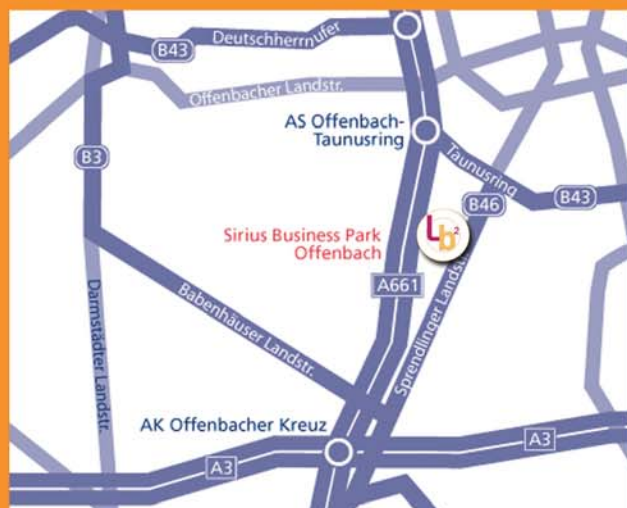 Deutschherrnufer
B43
Offenbacher Landstr.
AS Offenbach-
Taunusring
B3
Taunusring
B43
B46
Lb²
Sirius Business Park
Offenbach
A661
Darmstädter Landstr.
Babenhäuser Landstr.
Sprendlinger Landstr.
AK Offenbacher Kreuz
A3
A3